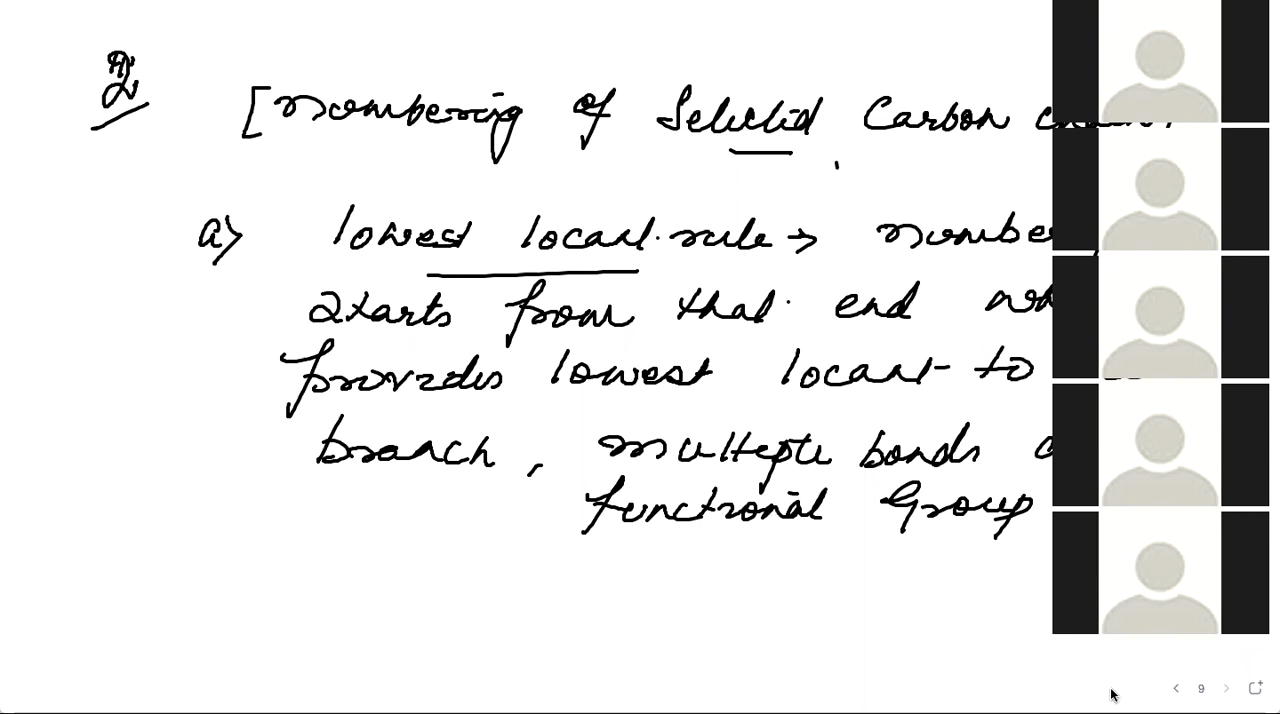 [Numbering of Selected Carbon chain.
a) lowest locant rule → number
starts from that end
provides lowest locant to
branch, multiple bonds
functional Group
9